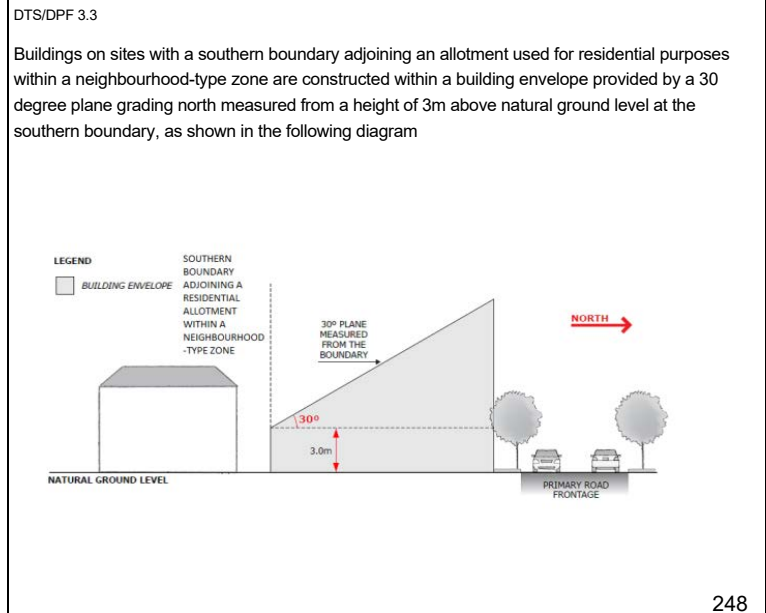 DTS/DPF 3.3
Buildings on sites with a southern boundary adjoining an allotment used for residential purposes
within a neighbourhood-type zone are constructed within a building envelope provided by a 30
degree plane grading north measured from a height of 3m above natural ground level at the
southern boundary, as shown in the following diagram
LEGEND
BUILDING ENVELOPE
SOUTHERN
BOUNDARY
ADJOINING A
RESIDENTIAL
ALLOTMENT
WITHIN A
NEIGHBOURHOOD
-TYPE ZONE
30º PLANE
MEASURED
FROM THE
BOUNDARY
NORTH
30º
3.0m
NATURAL GROUND LEVEL
PRIMARY ROAD
FRONTAGE
248